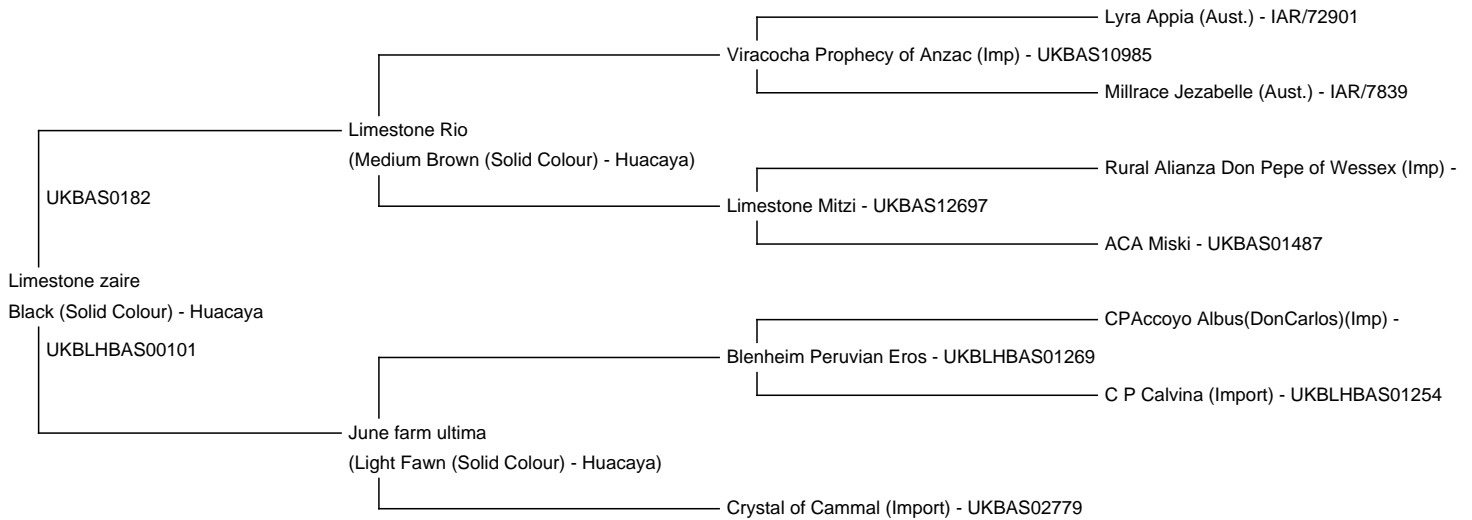 Lyra Appia (Aust.) - IAR/72901
Viracocha Prophecy of Anzac (Imp) - UKBAS10985
Millrace Jezabelle (Aust.) - IAR/7839
Limestone Rio
(Medium Brown (Solid Colour) - Huacaya)
Rural Alianza Don Pepe of Wessex (Imp) -
UKBAS0182
Limestone Mitzi - UKBAS12697
ACA Miski - UKBAS01487
Limestone zaire
Black (Solid Colour) - Huacaya
CPAccoyo Albus(DonCarlos)(Imp) -
UKBLHBAS00101
Blenheim Peruvian Eros - UKBLHBAS01269
C P Calvina (Import) - UKBLHBAS01254
June farm ultima
(Light Fawn (Solid Colour) - Huacaya)
Crystal of Cammal (Import) - UKBAS02779